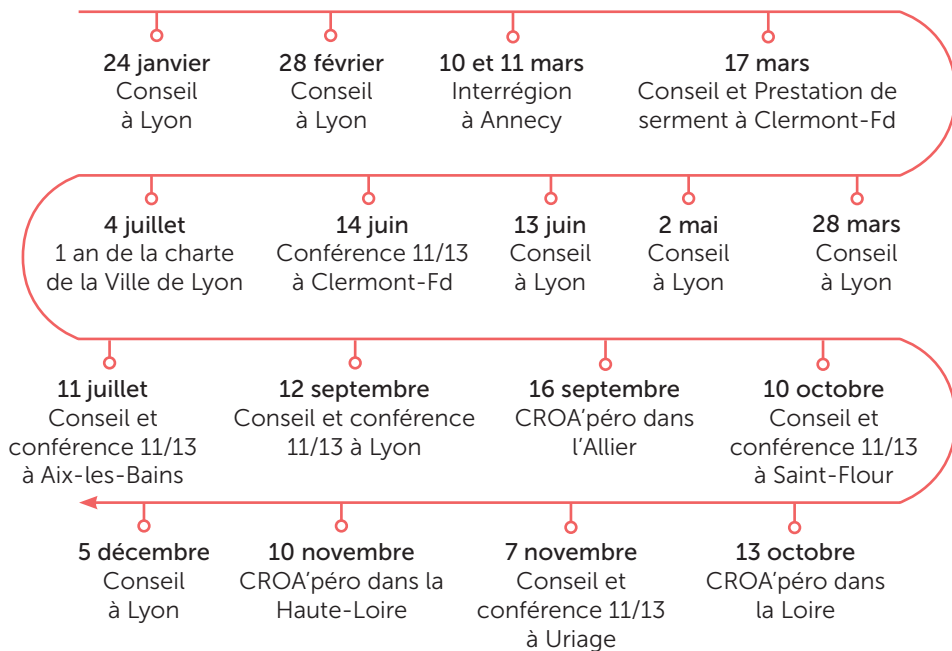 24 janvier
Conseil
à Lyon
28 février
Conseil
à Lyon
10 et 11 mars
Interrégion
à Annecy
17 mars
Conseil et Prestation de
serment à Clermont-Fd
28 mars
Conseil
à Lyon
2 mai
Conseil
à Lyon
13 juin
Conseil
à Lyon
14 juin
Conférence 11/13
à Clermont-Fd
4 juillet
1 an de la charte
de la Ville de Lyon
11 juillet
Conseil et
conférence 11/13
à Aix-les-Bains
12 septembre
Conseil et conférence
11/13 à Lyon
16 septembre
CROA’péro dans
l’Allier
10 octobre
Conseil et
conférence 11/13
à Saint-Flour
13 octobre
CROA’péro dans
la Loire
7 novembre
Conseil et
conférence 11/13
à Uriage
10 novembre
CROA’péro dans la
Haute-Loire
5 décembre
Conseil
à Lyon